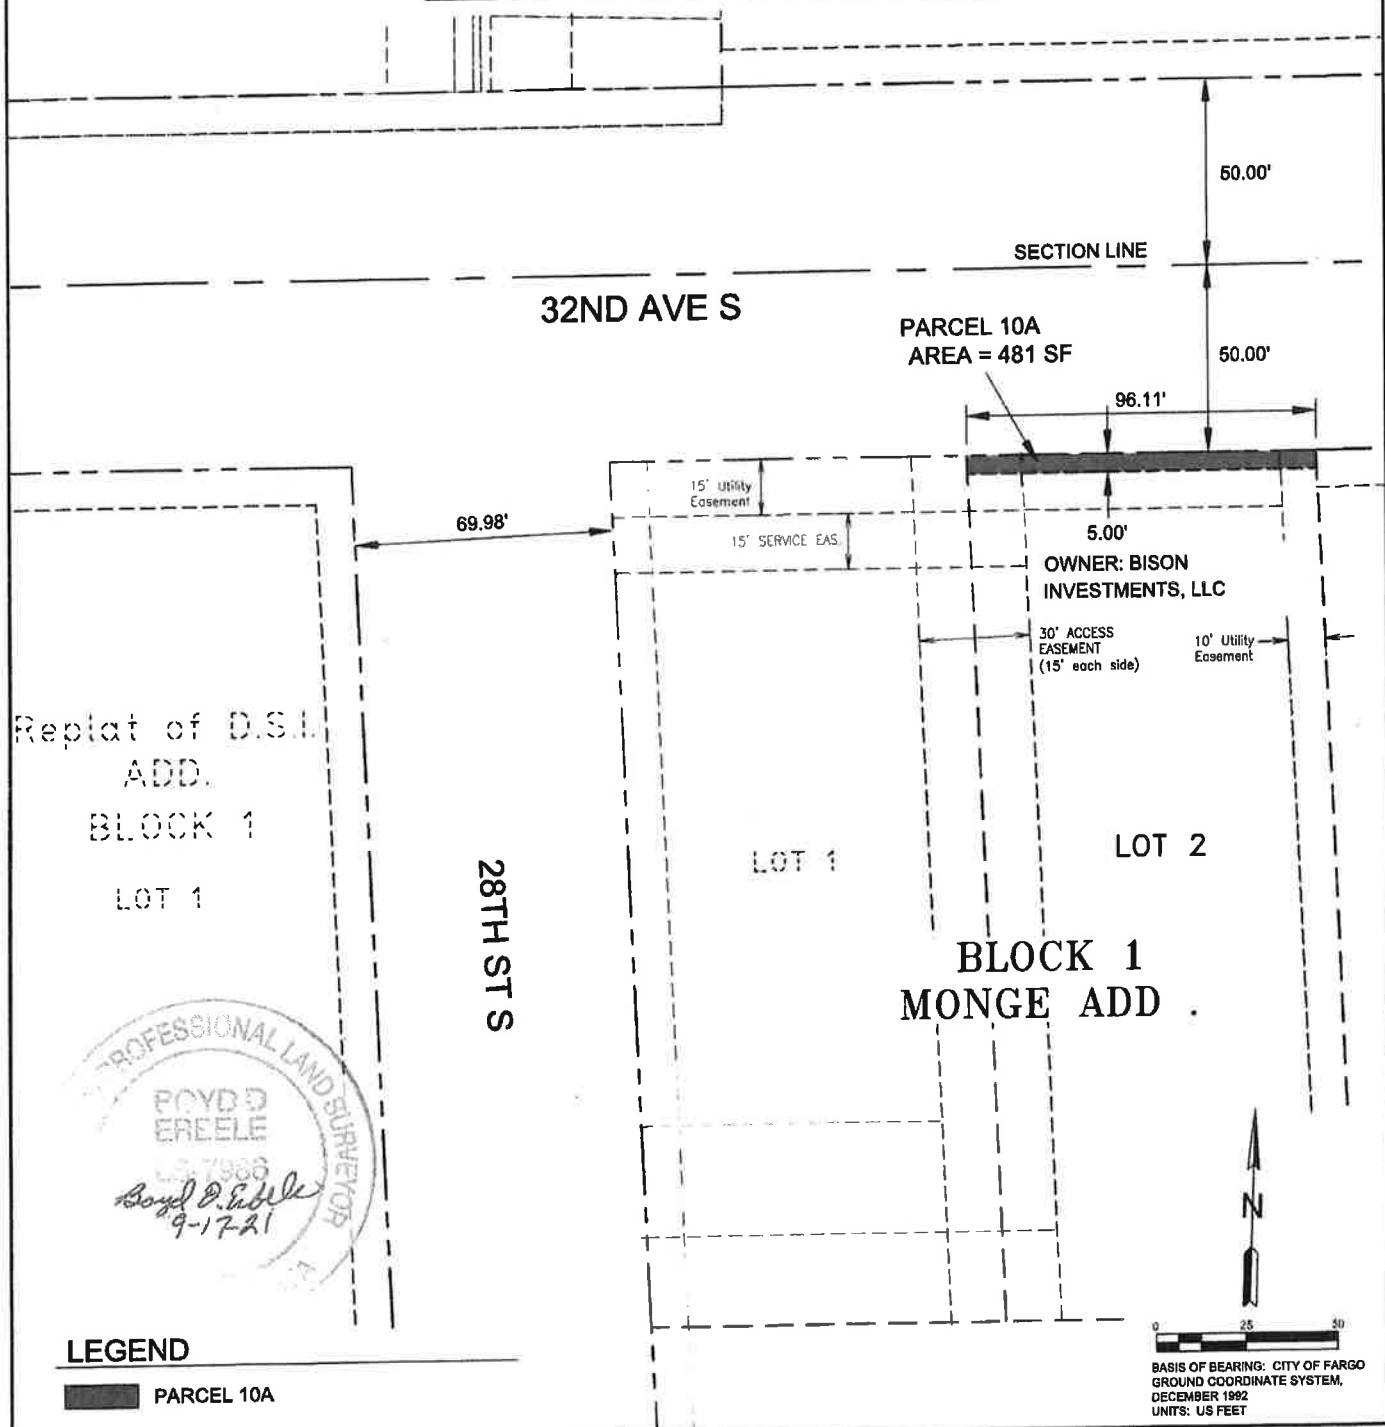 50.00'
SECTION LINE
32ND AVE S
PARCEL 10A
AREA = 481 SF
50.00'
96.11'
15' Utility
Easement
69.98'
15' SERVICE EAS.
5.00'
OWNER: BISON
INVESTMENTS, LLC
30' ACCESS
EASEMENT
(15' each side)
10' Utility
Easement
Replat of D.S.I.
ADD.
BLOCK 1
LOT 1
28TH ST S
LOT 1
LOT 2
BLOCK 1
MONGE ADD
PROFESSIONAL LAND SURVEYOR
BOYD D
EBELE
LS-7986
Boyd D. Ebele
9-17-21
N
LEGEND
PARCEL 10A
0 25 50
BASIS OF BEARING: CITY OF FARGO
GROUND COORDINATE SYSTEM,
DECEMBER 1992
UNITS: US FEET